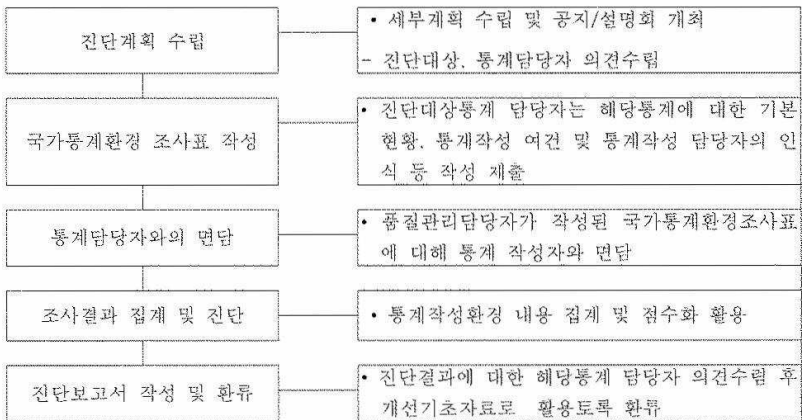 진단계획 수립
• 세부계획 수립 및 공지/설명회 개최
- 진단대상, 통계담당자 의견수립
국가통계환경 조사표 작성
• 진단대상통계 담당자는 해당통계에 대한 기본
현황, 통계작성 여건 및 통계작성 담당자의 인
식 등 작성 제출
통계담당자와의 면담
• 품질관리담당자가 작성된 국가통계환경조사표
에 대해 통계 작성자와 면담
조사결과 집계 및 진단
• 통계작성환경 내용 집계 및 점수화 활용
진단보고서 작성 및 환류
• 진단결과에 대한 해당통계 담당자 의견수렴 후
개선기초자료로 활용토록 환류